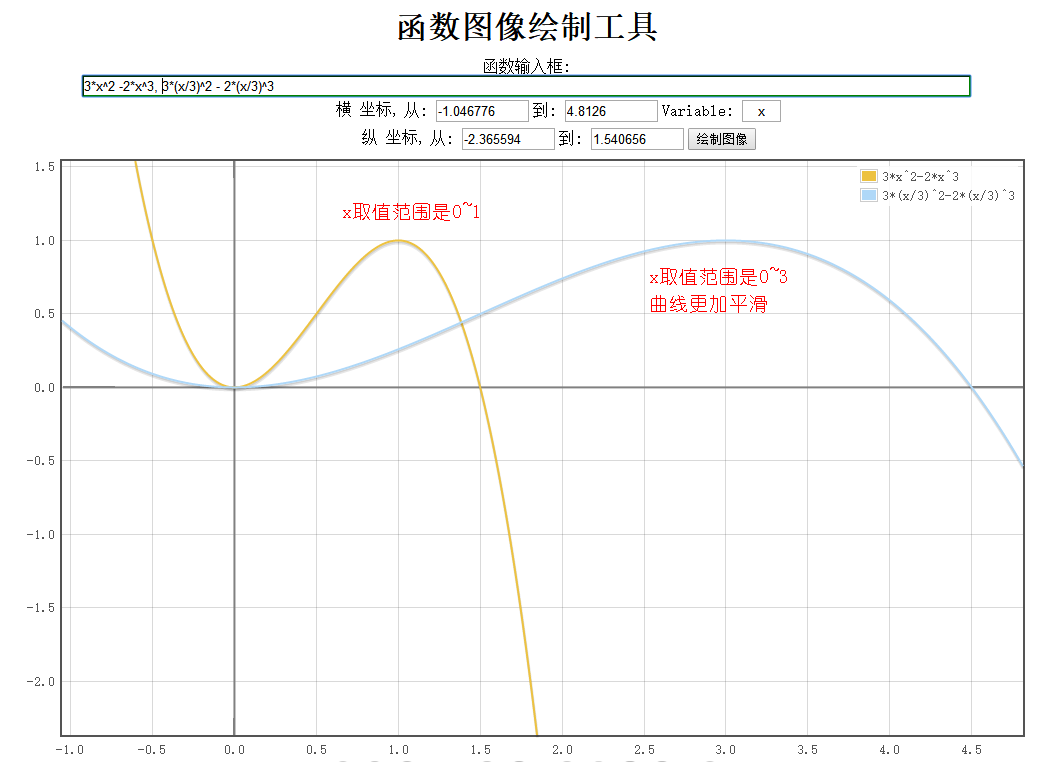 函数图像绘制工具
函数输入框:
3*x^2 -2*x^3, 3*(x/3)^2 - 2*(x/3)^3
横 坐标, 从: -1.046776 到: 4.8126 Variable: x
纵 坐标, 从: -2.365594 到: 1.540656 绘制图像
3*x^2-2*x^3
3*(x/3)^2-2*(x/3)^3
x取值范围是0~1
x取值范围是0~3
曲线更加平滑
1.5
1.0
0.5
0.0
-0.5
-1.0
-1.5
-2.0
-1.0 -0.5 0.0 0.5 1.0 1.5 2.0 2.5 3.0 3.5 4.0 4.5